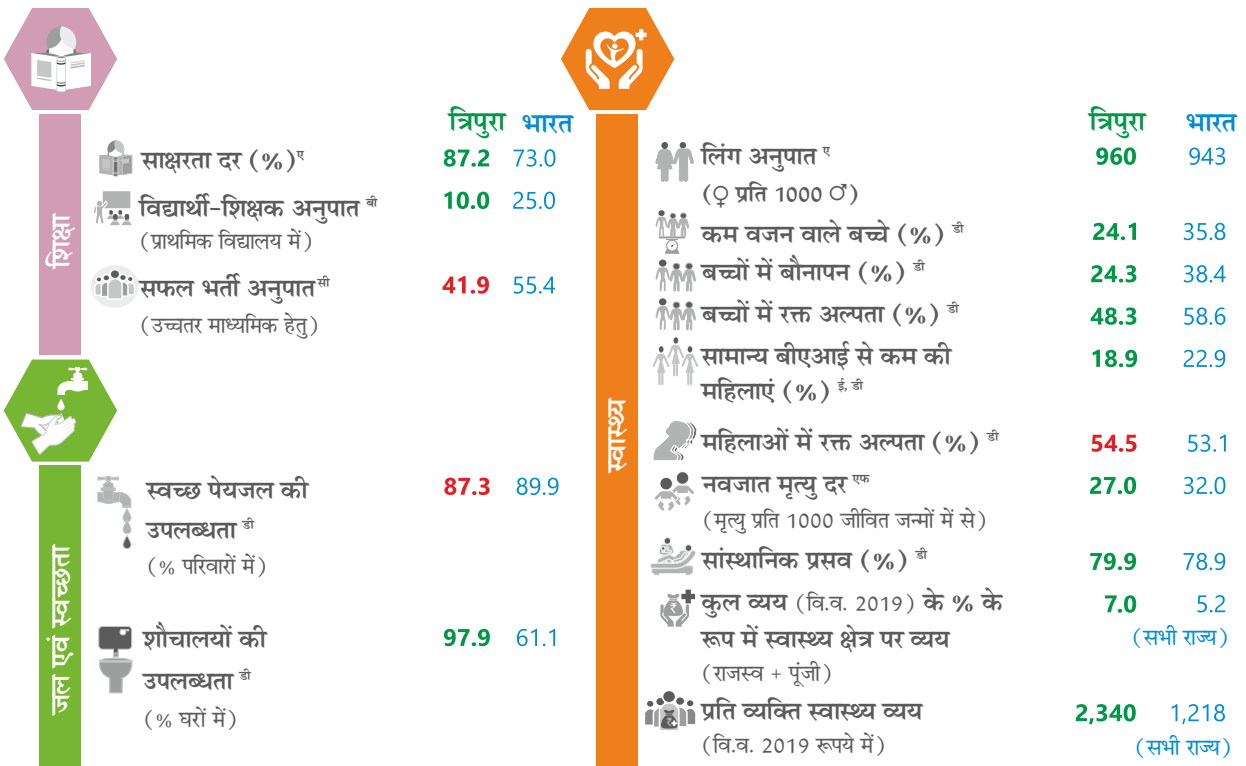 शिक्षा
त्रिपुरा भारत
साक्षरता दर (%)ए 87.2 73.0
विद्यार्थी-शिक्षक अनुपात बी 10.0 25.0
(प्राथमिक विद्यालय में)
सफल भर्ती अनुपातसी 41.9 55.4
(उच्चतर माध्यमिक हेतु)
जल एवं स्वच्छता
स्वच्छ पेयजल की 87.3 89.9
उपलब्धता डी
(% परिवारों में)
शौचालयों की 97.9 61.1
उपलब्धता डी
(% घरों में)
स्वास्थ्य
त्रिपुरा भारत
लिंग अनुपात ए 960 943
(♀ प्रति 1000 ♂)
कम वजन वाले बच्चे (%) डी 24.1 35.8
बच्चों में बौनापन (%) डी 24.3 38.4
बच्चों में रक्त अल्पता (%) डी 48.3 58.6
सामान्य बीएआई से कम की 18.9 22.9
महिलाएं (%) ई, डी
महिलाओं में रक्त अल्पता (%) डी 54.5 53.1
नवजात मृत्यु दर एफ 27.0 32.0
(मृत्यु प्रति 1000 जीवित जन्मों में से)
सांस्थानिक प्रसव (%) डी 79.9 78.9
कुल व्यय (वि.व. 2019) के % के 7.0 5.2
रूप में स्वास्थ्य क्षेत्र पर व्यय (सभी राज्य)
(राजस्व + पूंजी)
प्रति व्यक्ति स्वास्थ्य व्यय 2,340 1,218
(वि.व. 2019 रूपये में) (सभी राज्य)